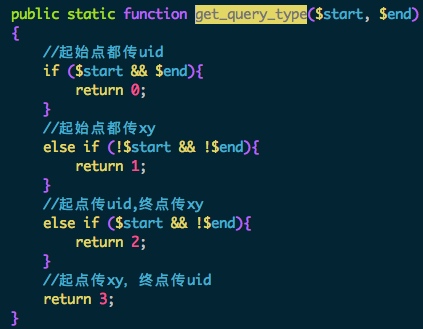 public static function get_query_type($start, $end)
{
//起始点都传uid
if ($start && $end){
return 0;
}
//起始点都传xy
else if (!$start && !$end){
return 1;
}
//起点传uid,终点传xy
else if ($start && !$end){
return 2;
}
//起点传xy, 终点传uid
return 3;
}